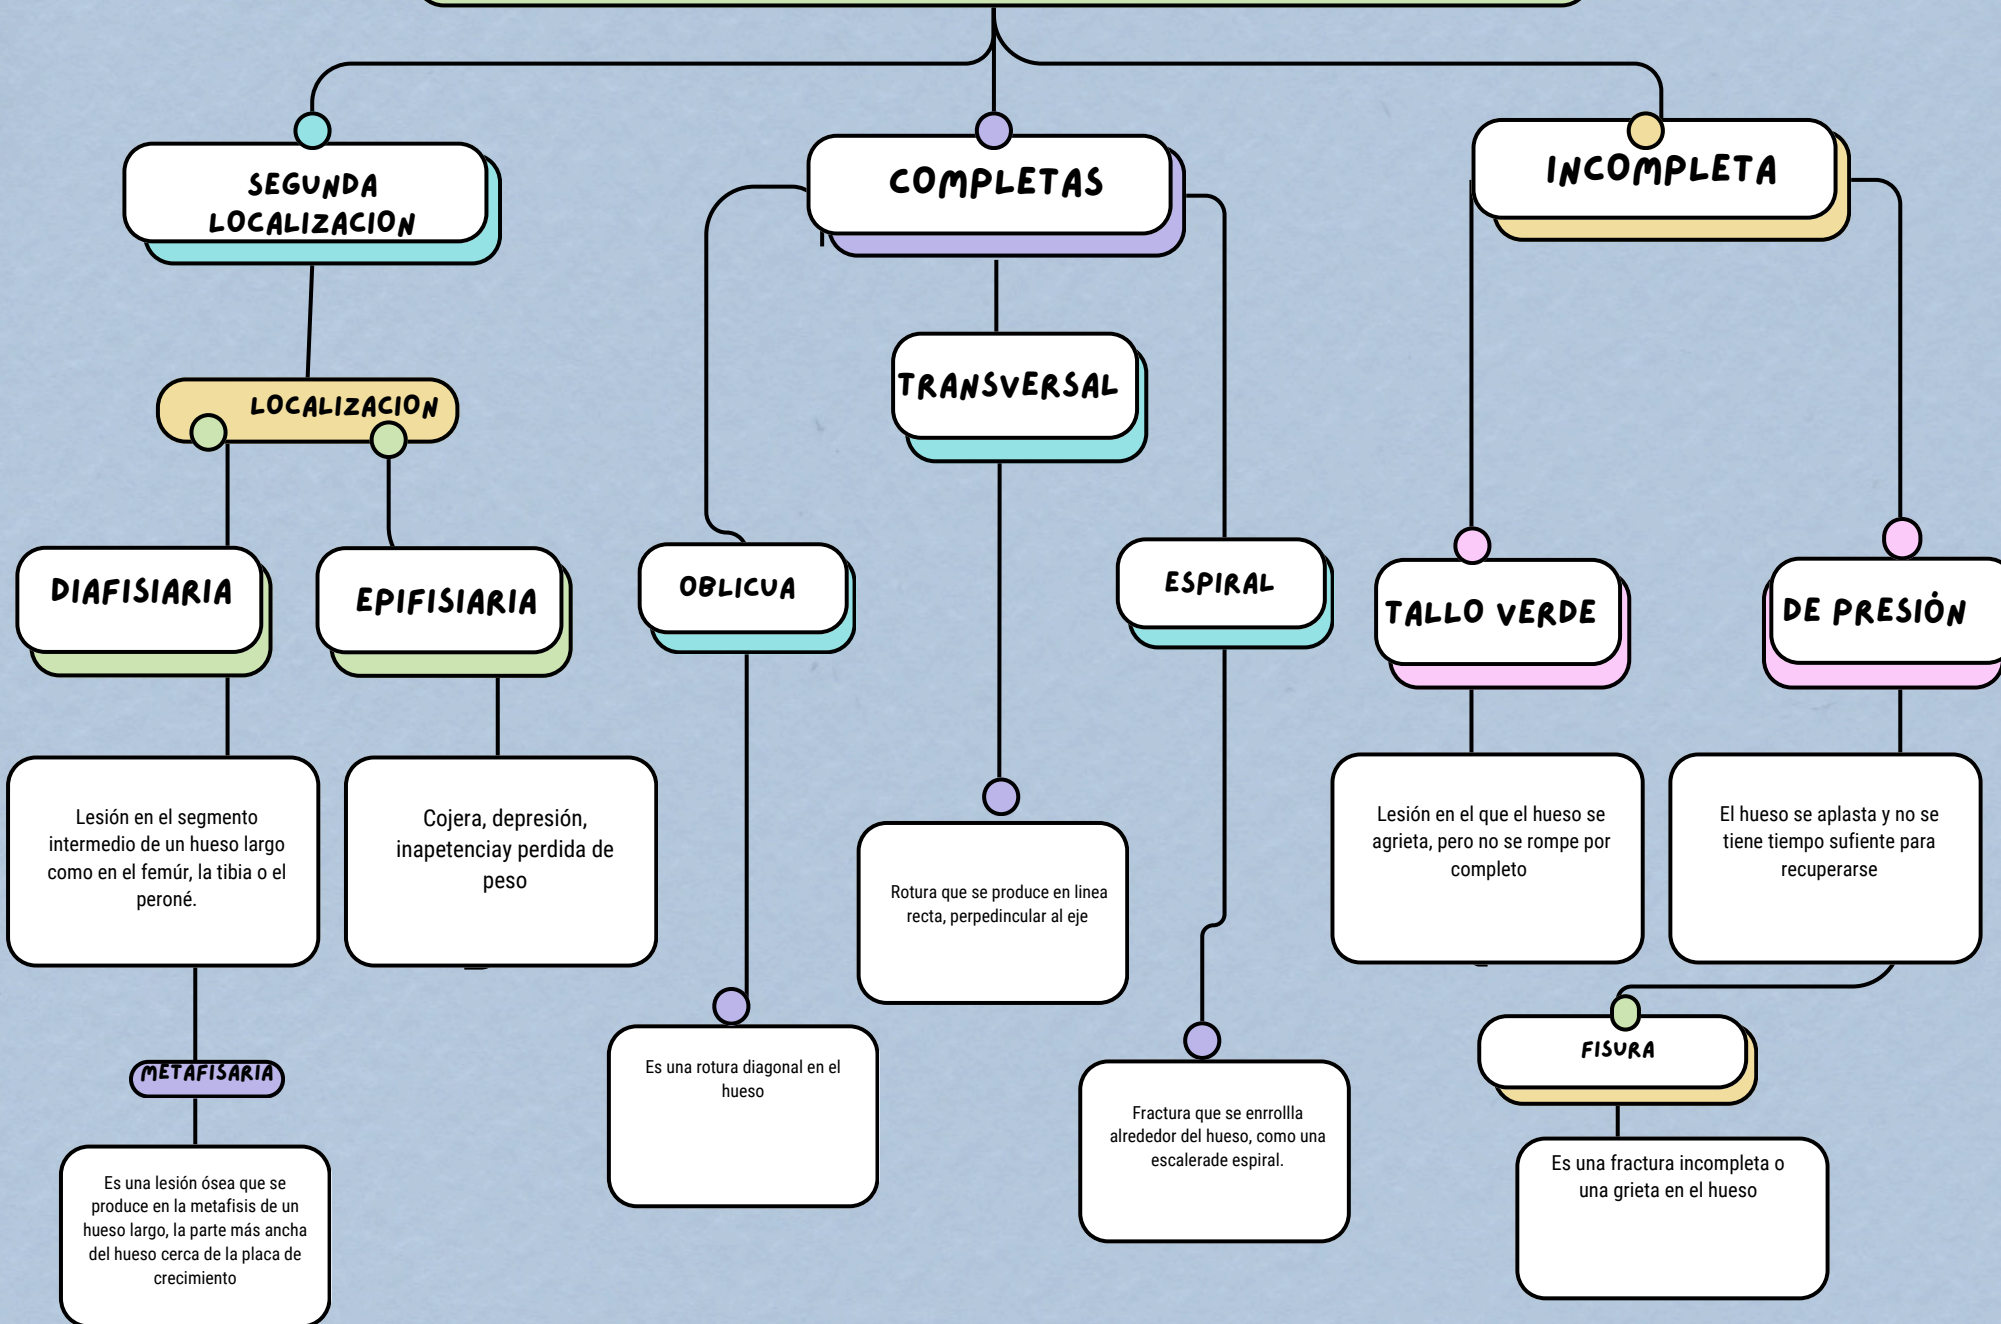 SEGUNDA
LOCALIZACION
COMPLETAS
INCOMPLETA
LOCALIZACION
TRANSVERSAL
DIAFISIARIA
EPIFISIARIA
OBLICUA
ESPIRAL
TALLO VERDE
DE PRESIÓN
Lesión en el segmento
intermedio de un hueso largo
como en el femúr, la tibia o el
peroné.
Cojera, depresión,
inapetenciay perdida de
peso
Rotura que se produce en linea
recta, perpedincular al eje
Lesión en el que el hueso se
agrieta, pero no se rompe por
completo
El hueso se aplasta y no se
tiene tiempo sufiente para
recuperarse
METAFISARIA
Es una lesión ósea que se
produce en la metafisis de un
hueso largo, la parte más ancha
del hueso cerca de la placa de
crecimiento
Es una rotura diagonal en el
hueso
Fractura que se enrrollla
alrededor del hueso, como una
escalerade espiral.
FISURA
Es una fractura incompleta o
una grieta en el hueso